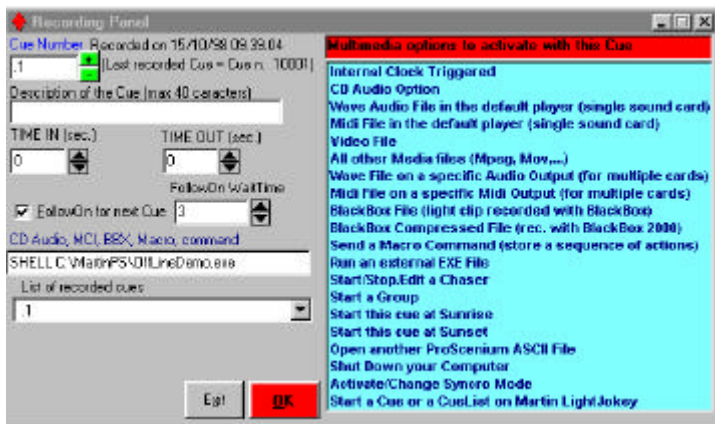 Recording Panel
Cue Number Recorded on 15/10/98 09.39.04
.1
+
-
(Last recorded Cue = Cue n. 10001)
Description of the Cue (max 40 caracters)
TIME IN (sec.) TIME OUT (sec.)
0 0
FollowOn WaitTime
FollowOn for next Cue 3
CD Audio, MCI, BBX, Macro, command
SHELL C:\MartinPS\OffLineDemo.exe
List of recorded cues
.1
Exit OK
Multimedia options to activate with this Cue
Internal Clock Triggered
CD Audio Option
Wave Audio File in the default player (single sound card)
Midi File in the default player (single sound card)
Video File
All other Media files (Mpeg, Mov,...)
Wave File on a specific Audio Output (for multiple cards)
Midi File on a specific Midi Output (for multiple cards)
BlackBox File (light clip recorded with BlackBox)
BlackBox Compressed File (rec. with BlackBox 2000)
Send a Macro Command (store a sequence of actions)
Run an external EXE File
Start/Stop.Edit a Chaser
Start a Group
Start this cue at Sunrise
Start this cue at Sunset
Open another ProScenium ASCII File
Shut Down your Computer
Activate/Change Syncro Mode
Start a Cue or a CueList on Martin LightJokey